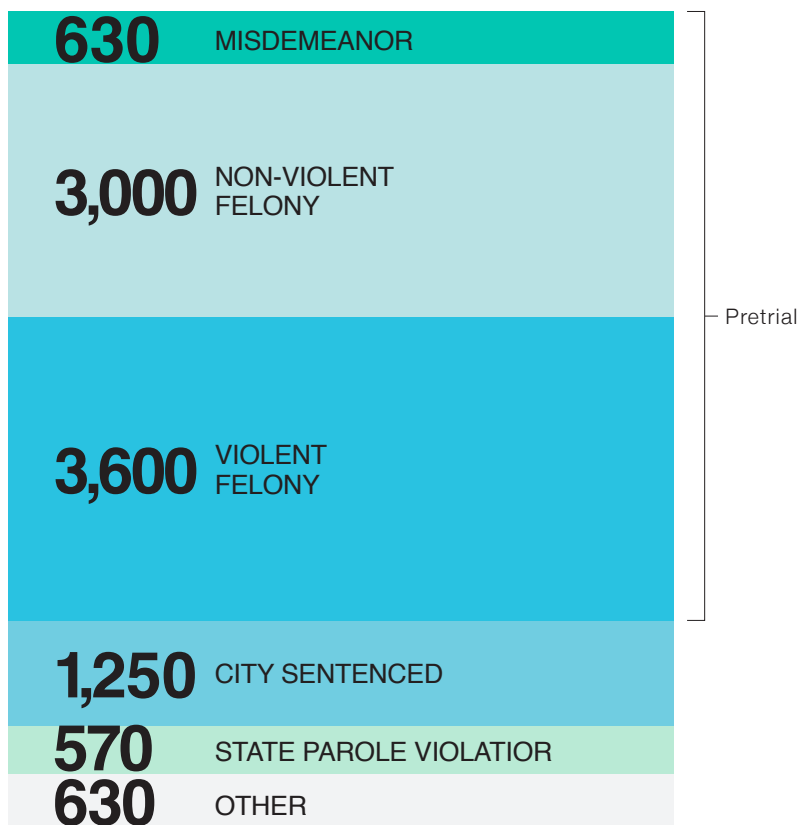 630 MISDEMEANOR
3,000 NON-VIOLENT
FELONY
Pretrial
3,600 VIOLENT
FELONY
1,250 CITY SENTENCED
570 STATE PAROLE VIOLATIOR
630 OTHER